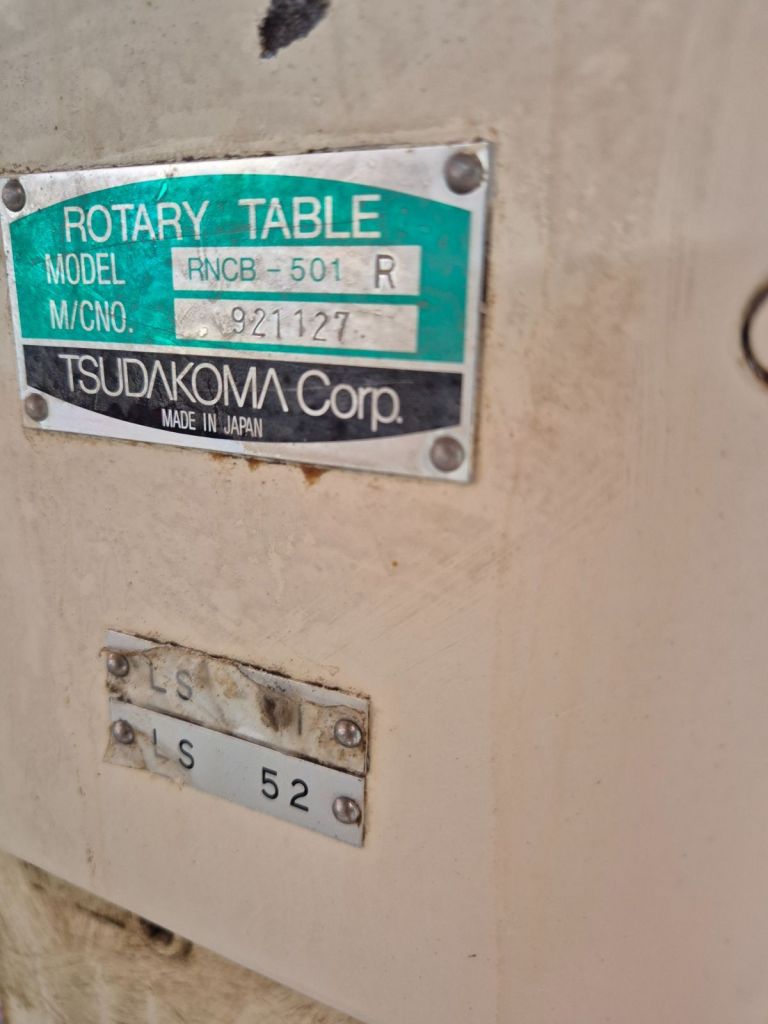 ROTARY TABLE
MODEL RNCB-501 R
M/CNO. 921127
TSUDAKOMA Corp.
MADE IN JAPAN
LS
LS 52